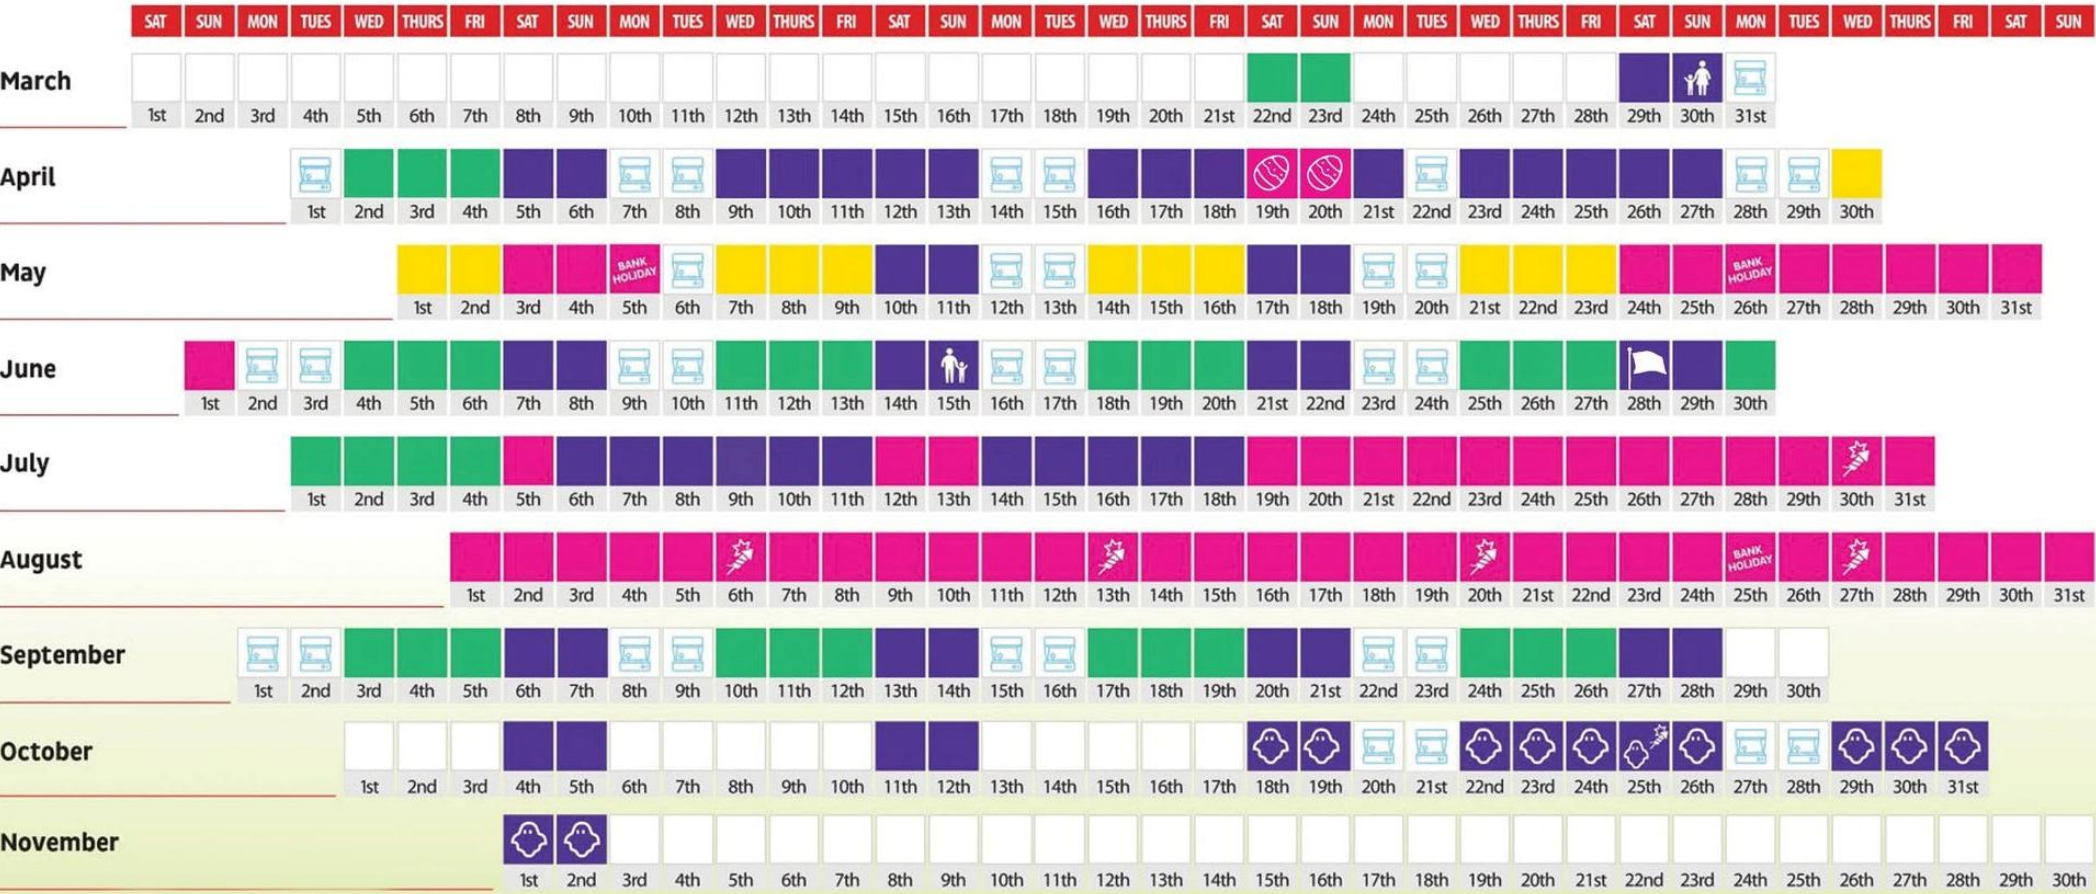 SAT SUN MON TUES WED THURS FRI SAT SUN MON TUES WED THURS FRI SAT SUN MON TUES WED THURS FRI SAT SUN MON TUES WED THURS FRI SAT SUN MON TUES WED THURS FRI SAT SUN
March
1st 2nd 3rd 4th 5th 6th 7th 8th 9th 10th 11th 12th 13th 14th 15th 16th 17th 18th 19th 20th 21st 22nd 23rd 24th 25th 26th 27th 28th 29th 30th 31st
April
1st 2nd 3rd 4th 5th 6th 7th 8th 9th 10th 11th 12th 13th 14th 15th 16th 17th 18th 19th 20th 21st 22nd 23rd 24th 25th 26th 27th 28th 29th 30th
May
BANK HOLIDAY
BANK HOLIDAY
1st 2nd 3rd 4th 5th 6th 7th 8th 9th 10th 11th 12th 13th 14th 15th 16th 17th 18th 19th 20th 21st 22nd 23rd 24th 25th 26th 27th 28th 29th 30th 31st
June
1st 2nd 3rd 4th 5th 6th 7th 8th 9th 10th 11th 12th 13th 14th 15th 16th 17th 18th 19th 20th 21st 22nd 23rd 24th 25th 26th 27th 28th 29th 30th
July
1st 2nd 3rd 4th 5th 6th 7th 8th 9th 10th 11th 12th 13th 14th 15th 16th 17th 18th 19th 20th 21st 22nd 23rd 24th 25th 26th 27th 28th 29th 30th 31st
August
BANK HOLIDAY
1st 2nd 3rd 4th 5th 6th 7th 8th 9th 10th 11th 12th 13th 14th 15th 16th 17th 18th 19th 20th 21st 22nd 23rd 24th 25th 26th 27th 28th 29th 30th 31st
September
1st 2nd 3rd 4th 5th 6th 7th 8th 9th 10th 11th 12th 13th 14th 15th 16th 17th 18th 19th 20th 21st 22nd 23rd 24th 25th 26th 27th 28th 29th 30th
October
1st 2nd 3rd 4th 5th 6th 7th 8th 9th 10th 11th 12th 13th 14th 15th 16th 17th 18th 19th 20th 21st 22nd 23rd 24th 25th 26th 27th 28th 29th 30th 31st
November
1st 2nd 3rd 4th 5th 6th 7th 8th 9th 10th 11th 12th 13th 14th 15th 16th 17th 18th 19th 20th 21st 22nd 23rd 24th 25th 26th 27th 28th 29th 30th